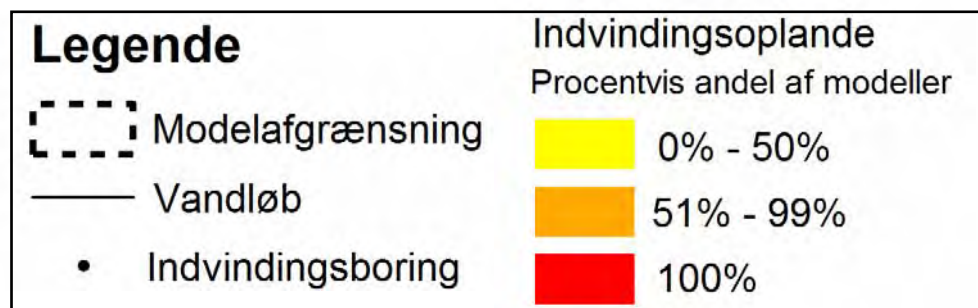 Legende
Modelafgrænsning
Vandløb
Indvindingsboring
Indvindingsoplande
Procentvis andel af modeller
0% - 50%
51% - 99%
100%